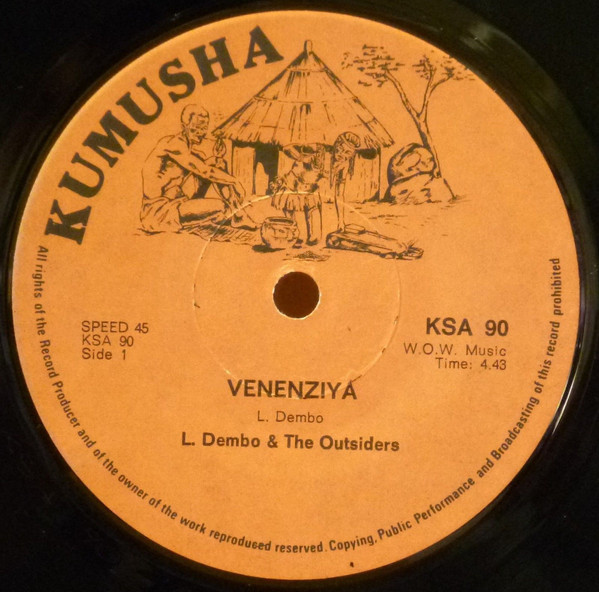 KUMUSHA
SPEED 45
KSA 90
Side 1
KSA 90
W.O.W. Music
Time: 4.43
VENENZIYA
L. Dembo
L. Dembo & The Outsiders
All rights of the Record Producer and of the owner of the work reproduced reserved. Copying, Public Performance and Broadcasting of this record prohibited